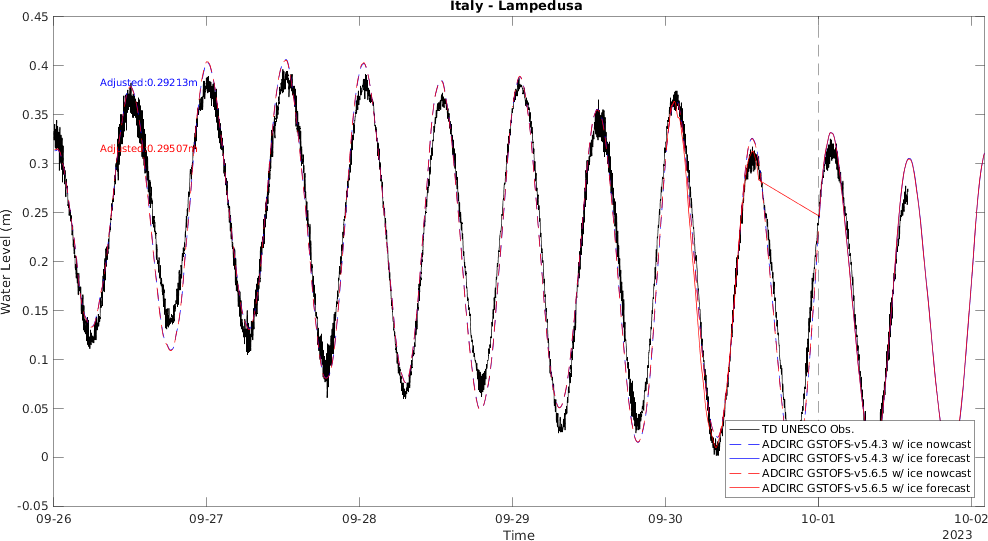 Italy - Lampedusa
0.45
0.4
0.35
0.3
0.25
0.2
0.15
0.1
0.05
0
-0.05
Water Level (m)
Adjusted:0.29213m
Adjusted:0.29507m
TD UNESCO Obs.
ADCIRC GSTOFS-v5.4.3 w/ ice nowcast
ADCIRC GSTOFS-v5.4.3 w/ ice forecast
ADCIRC GSTOFS-v5.6.5 w/ ice nowcast
ADCIRC GSTOFS-v5.6.5 w/ ice forecast
09-26 09-27 09-28 09-29 09-30 10-01 10-02
Time
2023